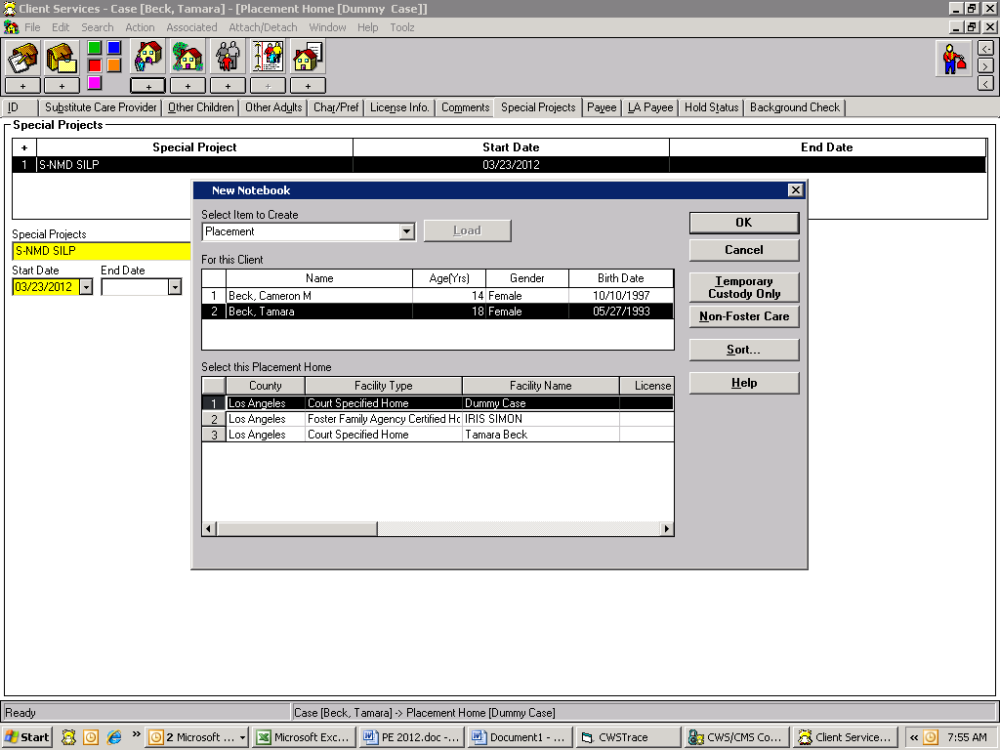 Client Services - Case [Beck, Tamara] - [Placement Home [Dummy Case]]
File Edit Search Action Associated Attach/Detach Window Help Toolz
+ + + + + + +
ID Substitute Care Provider Other Children Other Adults Char/Pref License Info. Comments Special Projects Payee LA Payee Hold Status Background Check
Special Projects
+ Special Project Start Date End Date
1 S-NMD SILP 03/23/2012
Special Projects
S-NMD SILP
Start Date End Date
03/23/2012
New Notebook
Select Item to Create
Placement Load
For this Client
Name Age(Yrs) Gender Birth Date
1 Beck, Cameron M 14 Female 10/10/1997
2 Beck, Tamara 18 Female 05/27/1993
Select this Placement Home
County Facility Type Facility Name License
1 Los Angeles Court Specified Home Dummy Case
2 Los Angeles Foster Family Agency Certified Hc IRIS SIMON
3 Los Angeles Court Specified Home Tamara Beck
OK
Cancel
Temporary
Custody Only
Non-Foster Care
Sort...
Help
Ready Case [Beck, Tamara] -> Placement Home [Dummy Case]
Start » 2 Microsoft ... Microsoft Exc... PE 2012.doc -... Document1 - ... CWSTrace CWS/CMS Co... Client Service... « 7:55 AM